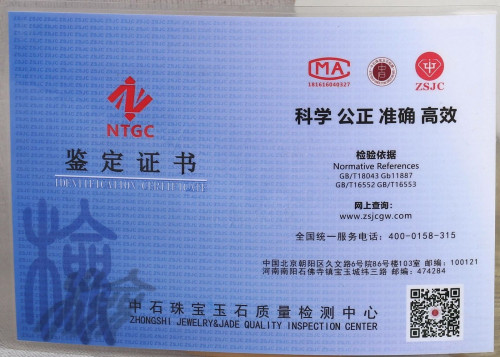 NTGC
鉴定证书
IDENTIFICATION CERTIFICATE
MA
181616040327
ZSJC
科学 公正 准确 高效
检验依据
Normative References
GB/T18043 Gb11887
GB/T16552 GB/T16553
网上查询：
www.zsjcgw.com
全国统一服务电话：400-0158-315
中国北京朝阳区久文路6号院86号楼103室 邮编：100121
河南南阳石佛寺镇宝玉城纬三路 邮编：474284
检
中石珠宝玉石质量检测中心
ZHONGSHI JEWELRY&JADE QUALITY INSPECTION CENTER